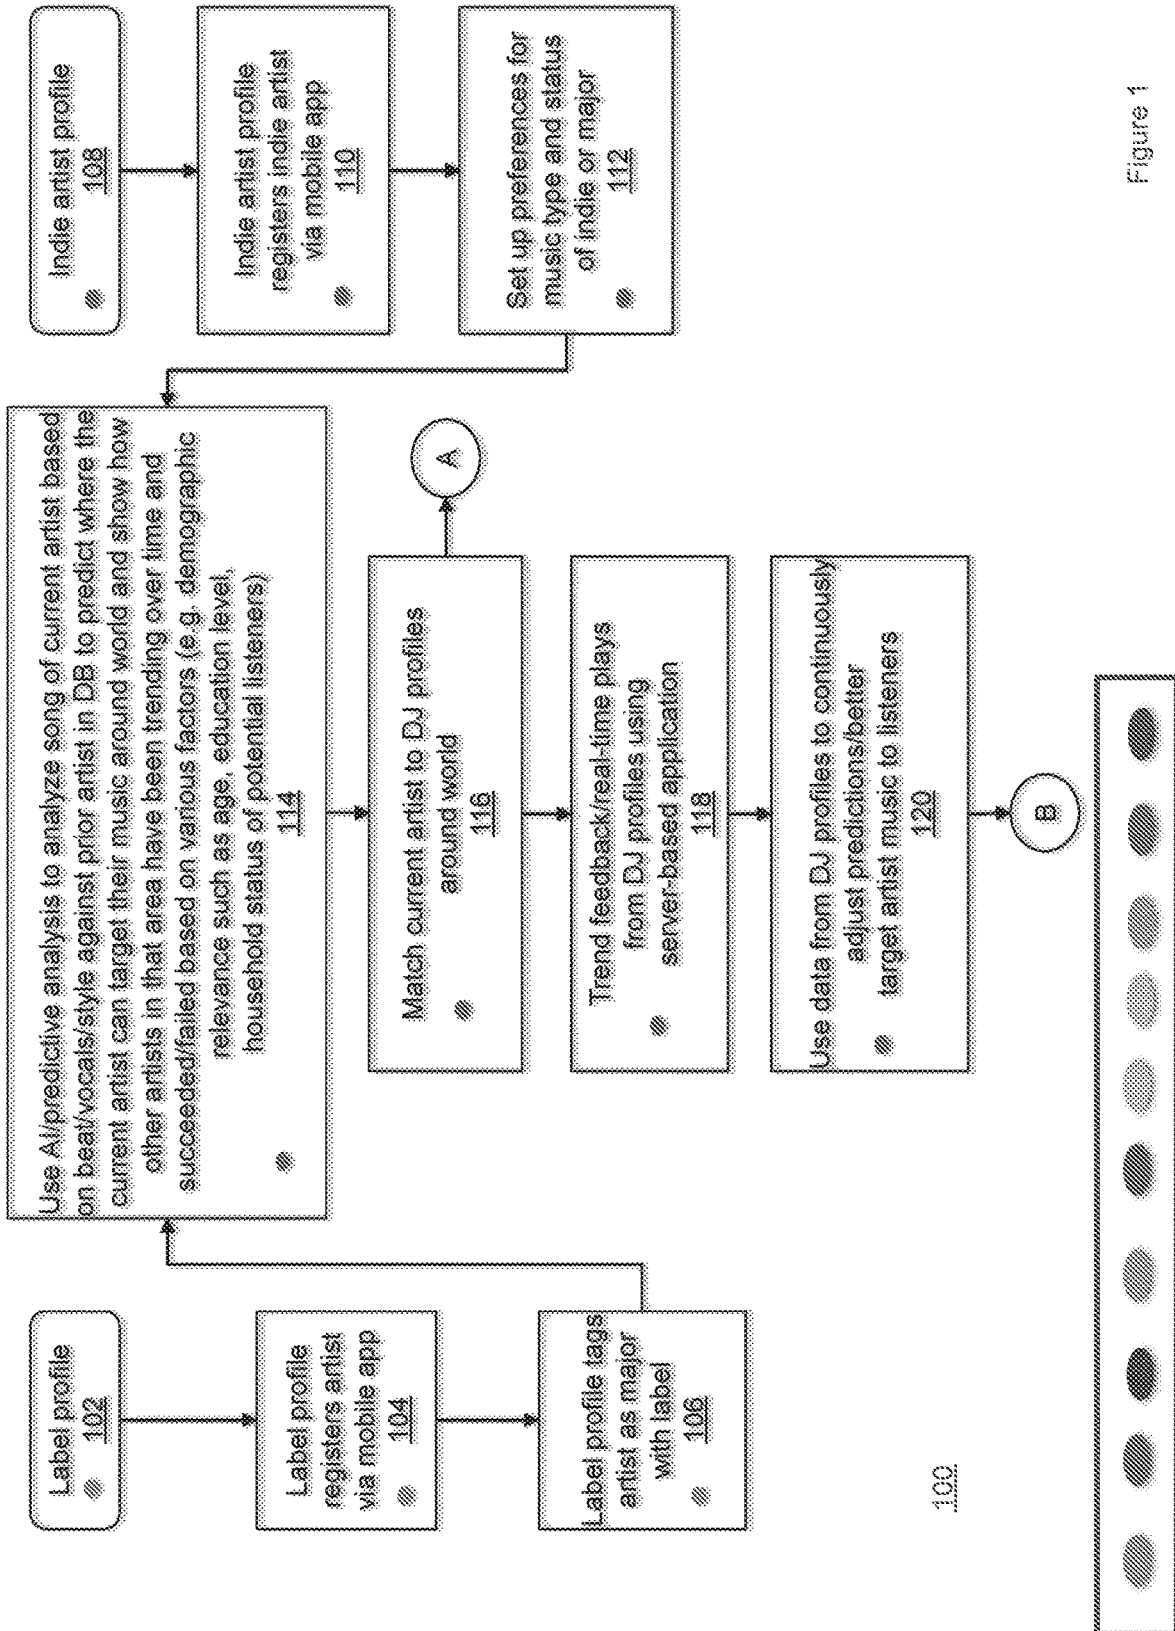 Label profile
102
Label profile
registers artist
via mobile app
104
Label profile tags
artist as major
with label
106
Use AI/predictive analysis to analyze song of current artist based
on beat/vocals/style against prior artist in DB to predict where the
current artist can target their music around world and show how
other artists in that area have been trending over time and
succeeded/failed based on various factors (e.g. demographic
relevance such as age, education level,
household status of potential listeners)
114
Match current artist to DJ profiles
around world
116
A
Trend feedback/real-time plays
from DJ profiles using
server-based application
118
Use data from DJ profiles to continuously
adjust predictions/better
target artist music to listeners
120
B
Indie artist profile
108
Indie artist profile
registers indie artist
via mobile app
110
Set up preferences for
music type and status
of indie or major
112
100
Figure 1